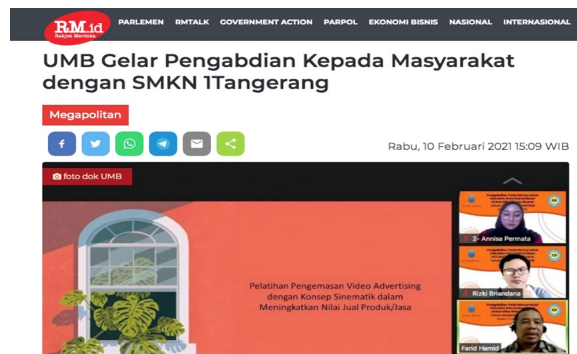 RM.id
Rakyat Merdeka
PARLEMEN RMTALK GOVERNMENT ACTION PARPOL EKONOMI BISNIS NASIONAL INTERNASIONAL
UMB Gelar Pengabdian Kepada Masyarakat
dengan SMKN 1Tangerang
Megapolitan
Rabu, 10 Februari 2021 15:09 WIB
foto dok UMB
Pelatihan Pengemasan Video Advertising
dengan Konsep Sinematik dalam
Meningkatkan Nilai Jual Produk/Jasa
2- Annisa Permata
Rizki Briandana
Farid Hamid